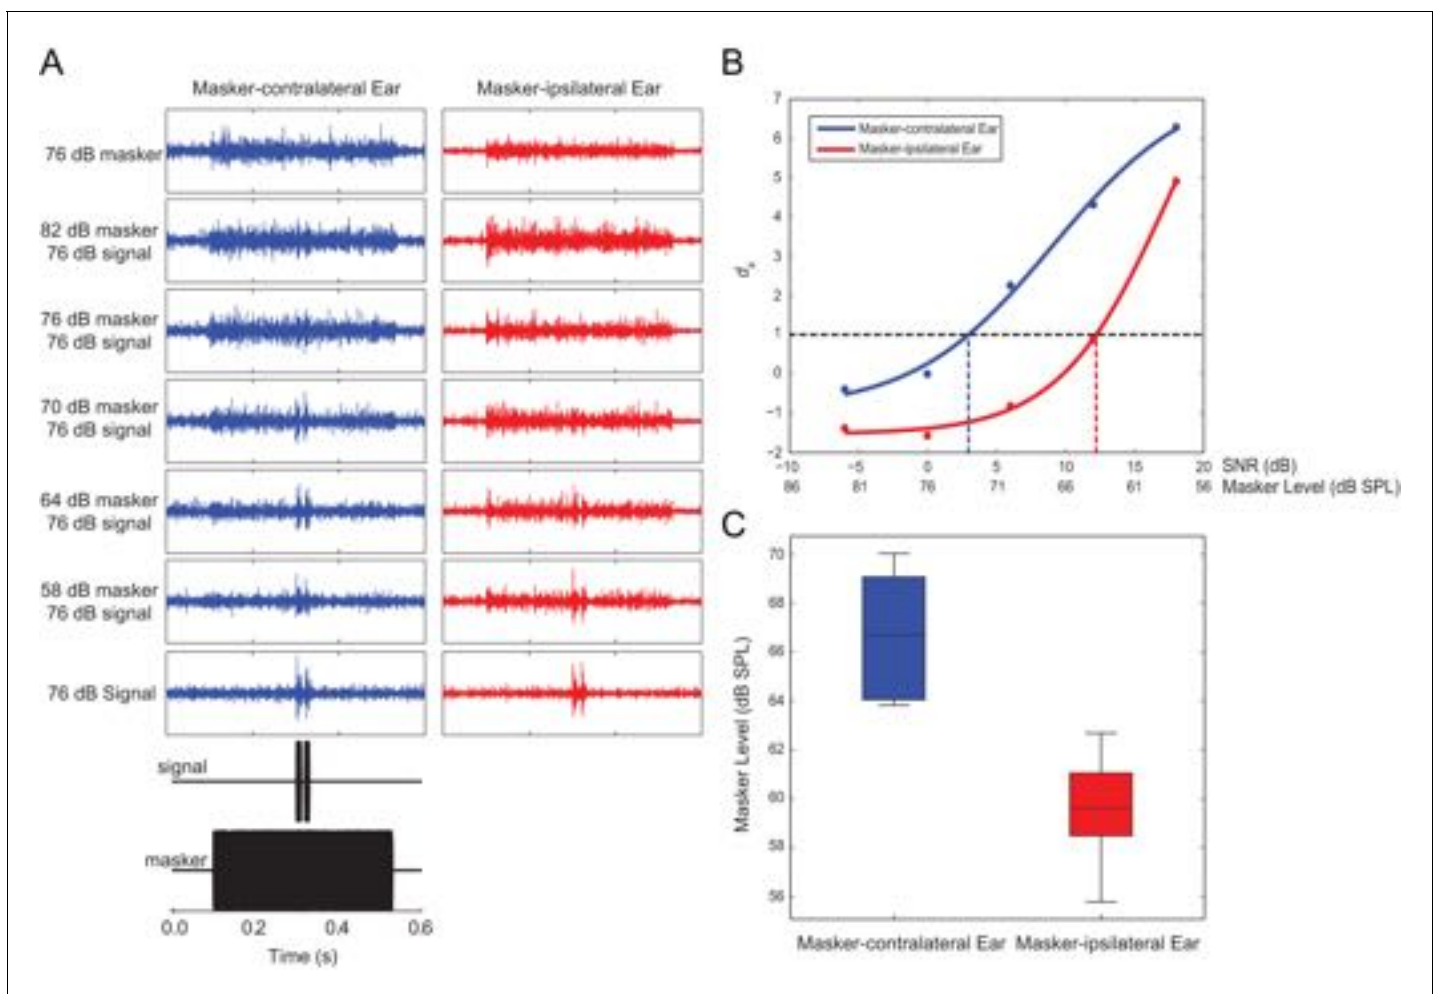 A
Masker-contralateral Ear
Masker-ipsilateral Ear
76 dB masker
82 dB masker
76 dB signal
76 dB masker
76 dB signal
70 dB masker
76 dB signal
64 dB masker
76 dB signal
58 dB masker
76 dB signal
76 dB Signal
signal
masker
0.0 0.2 0.4 0.6
Time (s)
B
7
6
5
4
3
2
1
0
−1
−2
Masker-contralateral Ear
Masker-ipsilateral Ear
−10 −5 0 5 10 15 20 SNR (dB)
86 81 76 71 66 61 56 Masker Level (dB SPL)
C
Masker Level (dB SPL)
70
68
66
64
62
60
58
56
Masker-contralateral Ear Masker-ipsilateral Ear